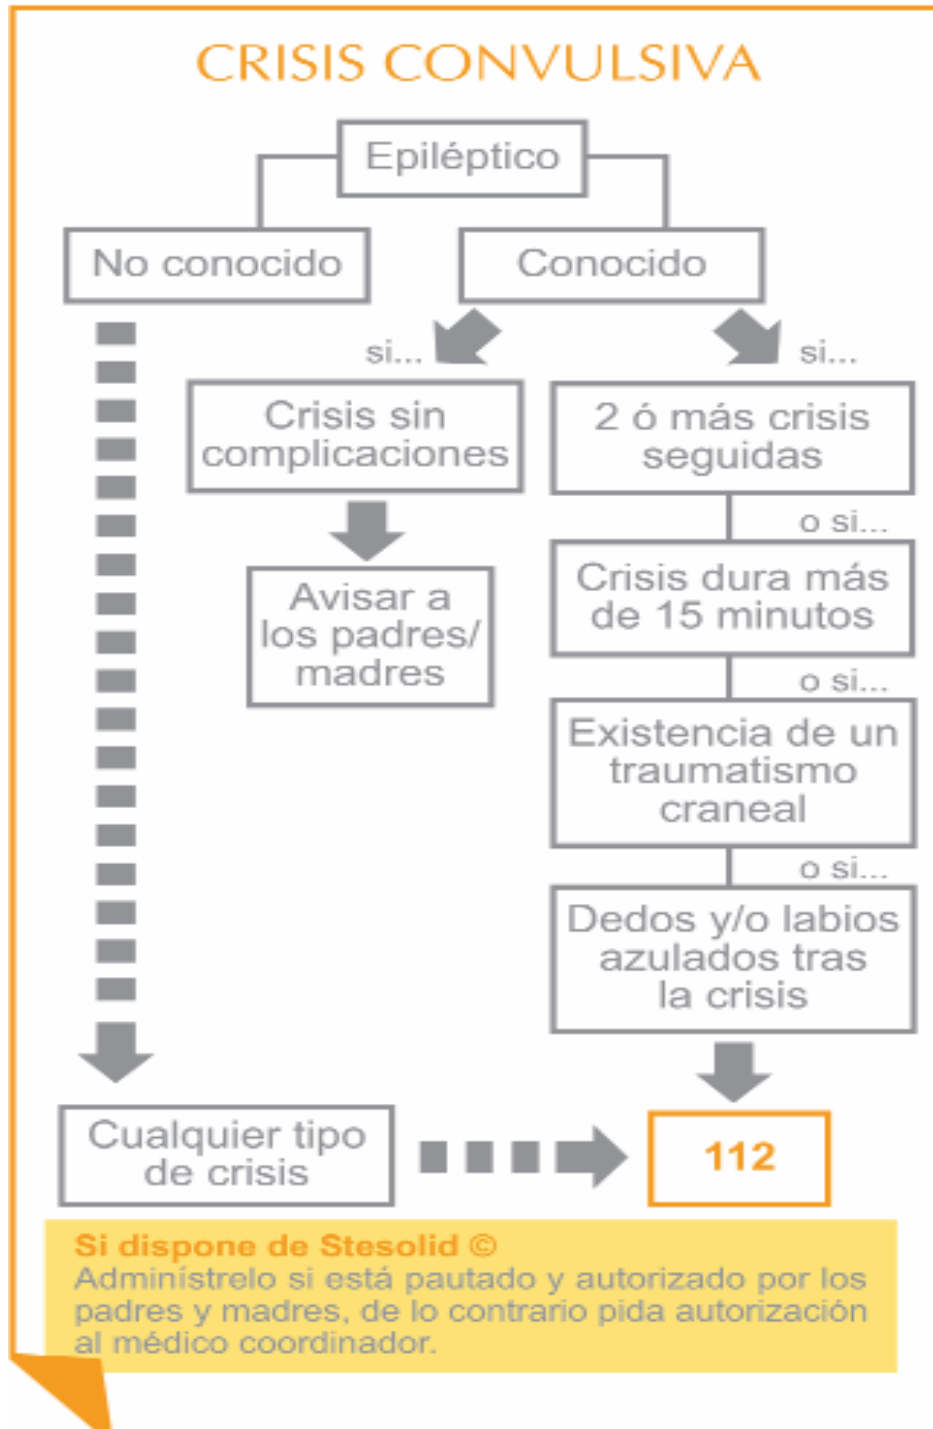 CRISIS CONVULSIVA
Epiléptico
No conocido
Conocido
si...
si...
Crisis sin
complicaciones
2 ó más crisis
seguidas
o si...
Avisar a
los padres/
madres
Crisis dura más
de 15 minutos
o si...
Existencia de un
traumatismo
craneal
o si...
Dedos y/o labios
azulados tras
la crisis
Cualquier tipo
de crisis
112
Si dispone de Stesolid ©
Adminístrelo si está pautado y autorizado por los
padres y madres, de lo contrario pida autorización
al médico coordinador.